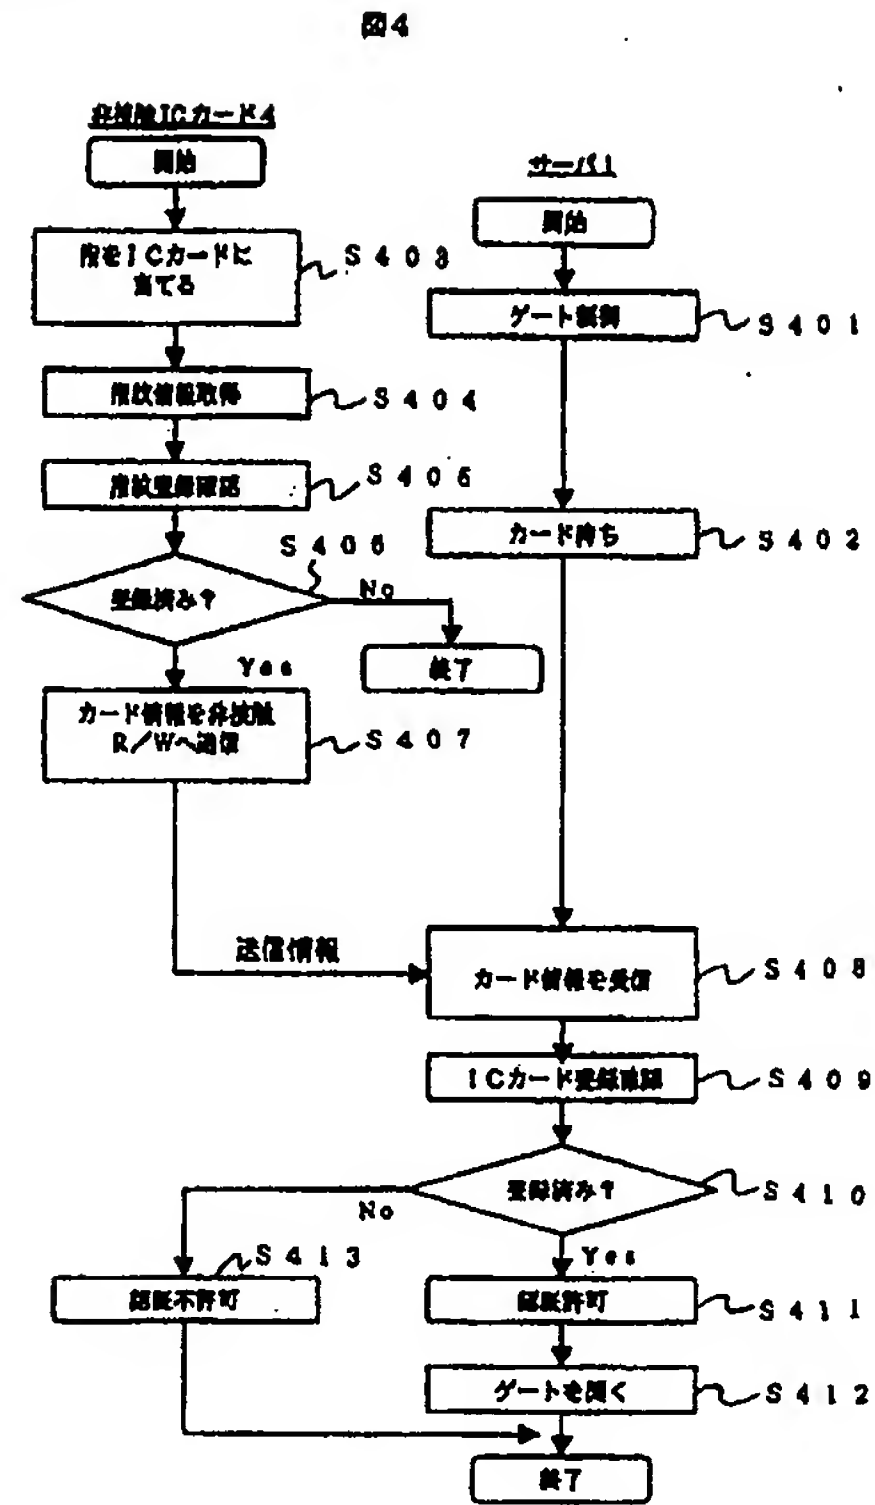 図4
非接触ICカード4
開始
サーバ1
開始
指をICカードに
当てる
S403
ゲート制御
S401
指紋情報取得
S404
指紋登録確認
S405
カード待ち
S402
S406
登録済み?
No
終了
Yes
カード情報を非接触
R/Wへ送信
S407
送信情報
カード情報を受信
S408
ICカード登録確認
S409
登録済み?
S410
No
Yes
S413
認証不許可
認証許可
S411
ゲートを開く
S412
終了